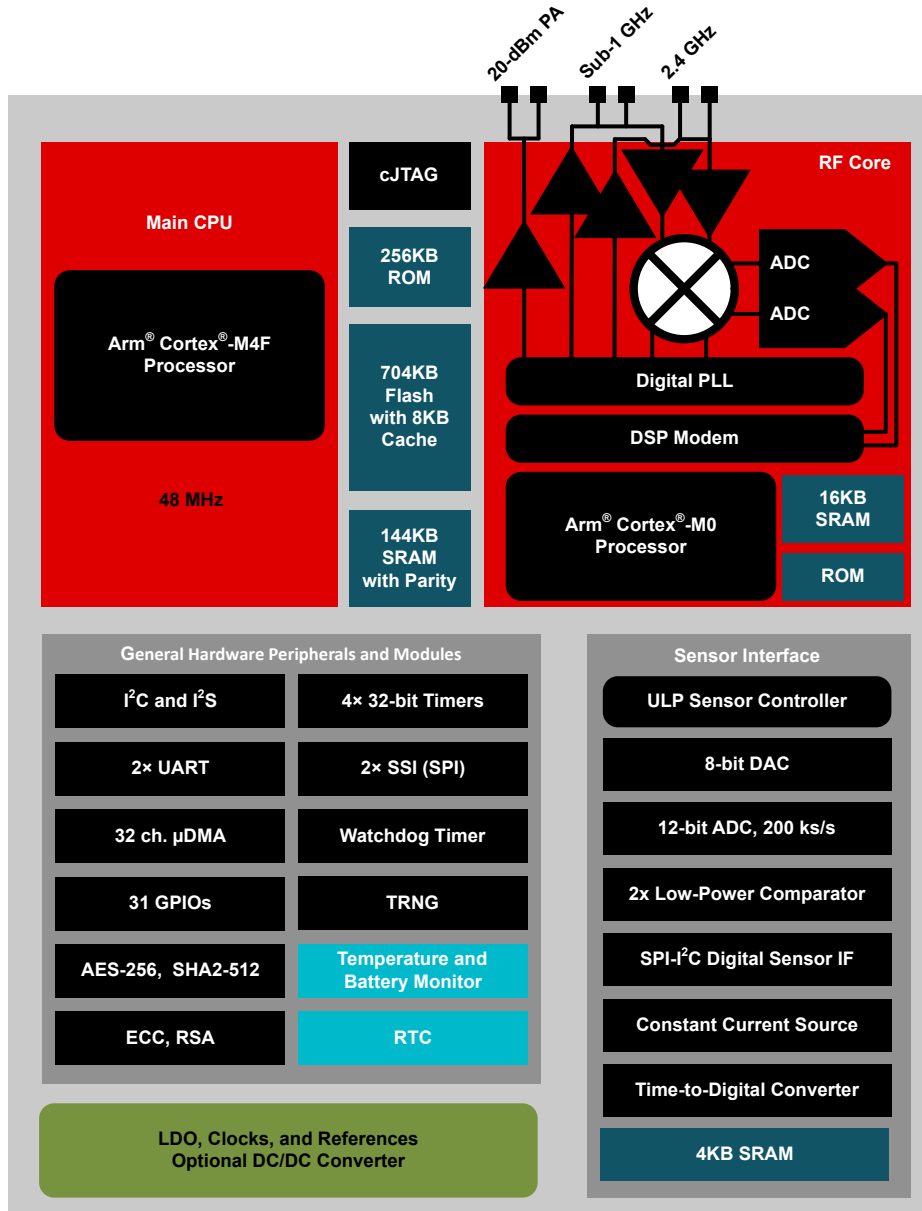 20-dBm PA
Sub-1 GHz
2.4 GHz
Main CPU
Arm® Cortex®-M4F
Processor
48 MHz
cJTAG
256KB
ROM
704KB
Flash
with 8KB
Cache
144KB
SRAM
with Parity
RF Core
ADC
ADC
Digital PLL
DSP Modem
Arm® Cortex®-M0
Processor
16KB
SRAM
ROM
General Hardware Peripherals and Modules
I²C and I²S
4× 32-bit Timers
2× UART
2× SSI (SPI)
32 ch. µDMA
Watchdog Timer
31 GPIOs
TRNG
AES-256, SHA2-512
Temperature and
Battery Monitor
ECC, RSA
RTC
LDO, Clocks, and References
Optional DC/DC Converter
Sensor Interface
ULP Sensor Controller
8-bit DAC
12-bit ADC, 200 ks/s
2x Low-Power Comparator
SPI-I²C Digital Sensor IF
Constant Current Source
Time-to-Digital Converter
4KB SRAM